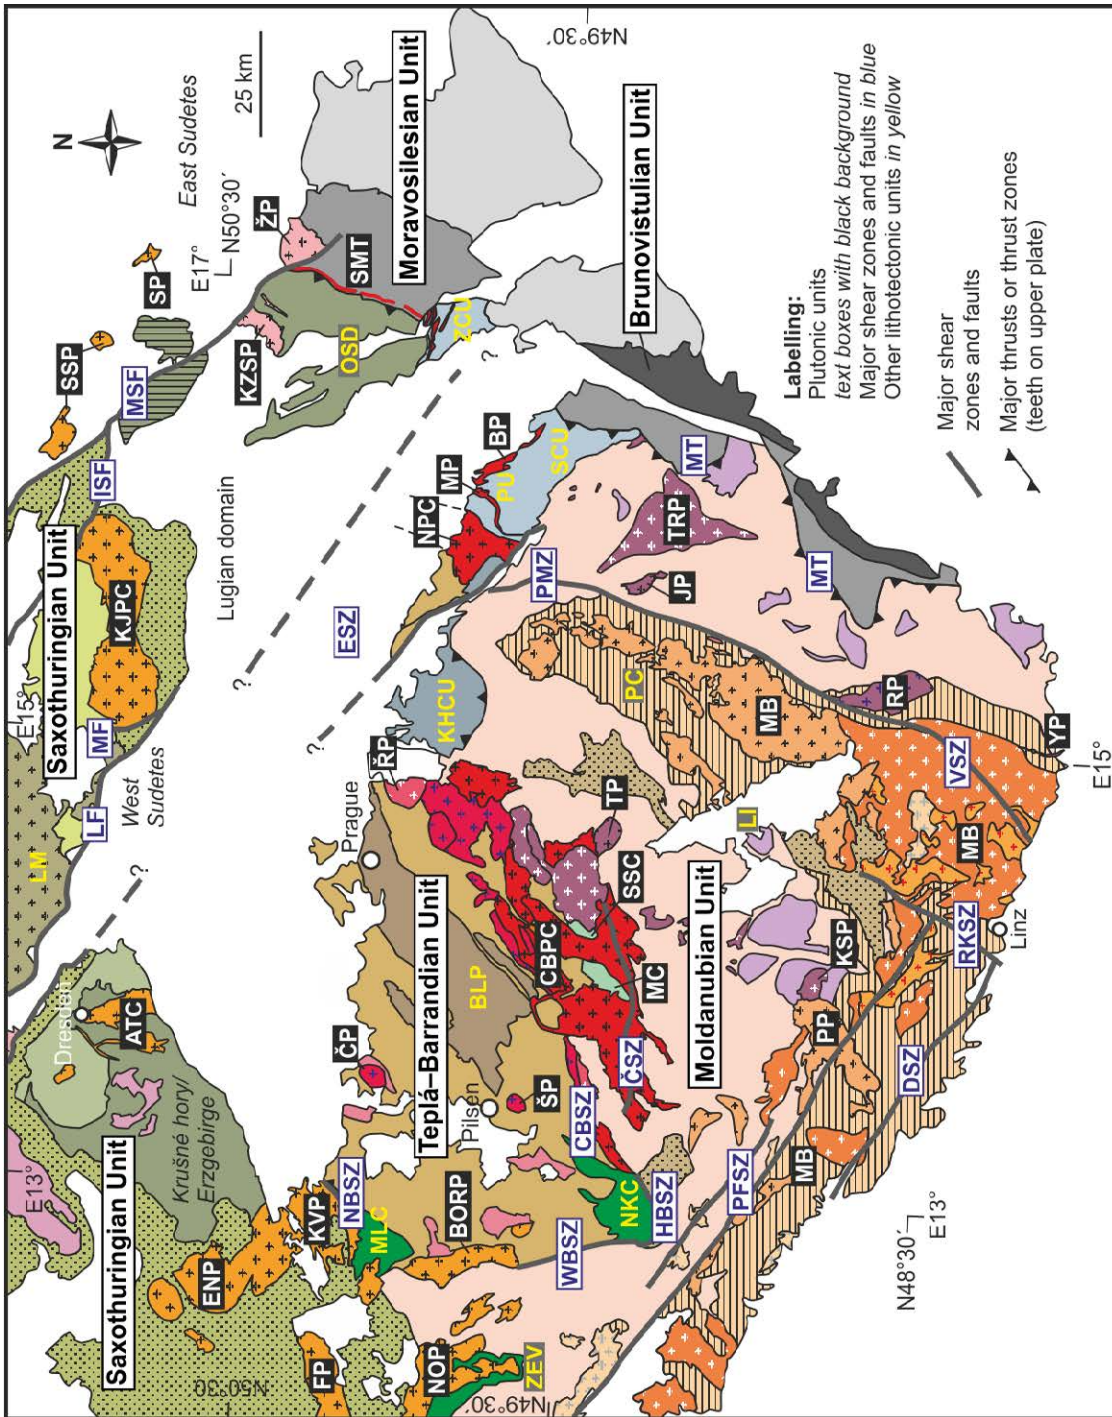 N
East Sudetes
25 km
N49°30´
E17°
N50°30´
SP
SSP
MSF
ISF
ŽP
SMT
KZSP
OSD
ZCU
Moravosilesian Unit
Brunovistulian Unit
?
Labelling:
Plutonic units
text boxes with black background
Major shear zones and faults in blue
Other lithotectonic units in yellow
Major shear
zones and faults
Major thrusts or thrust zones
(teeth on upper plate)
Saxothuringian Unit
KJPC
E15°
MF
LF
LM
West
Sudetes
Lugian domain
?
?
?
ESZ
NPC
MP
BP
PU
SCU
MT
MT
TRP
JP
PMZ
PC
MB
RP
YP
VSZ
E15°
KHCU
ŘP
Prague
TP
LI
MB
RKSZ
Linz
SSC
CBPC
MC
ČSZ
Moldanubian Unit
KSP
PP
DSZ
Teplá–Barrandian Unit
BLP
ČP
Pilsen
ŠP
CBSZ
Dresden
ATC
Krušné hory/
Erzgebirge
E13°
Saxothuringian Unit
KVP
NBSZ
MLC
BORP
WBSZ
NKC
HBSZ
PFSZ
MB
N48°30´
E13°
ENP
FP
NOP
ZEV
N50°30´
N49°30´